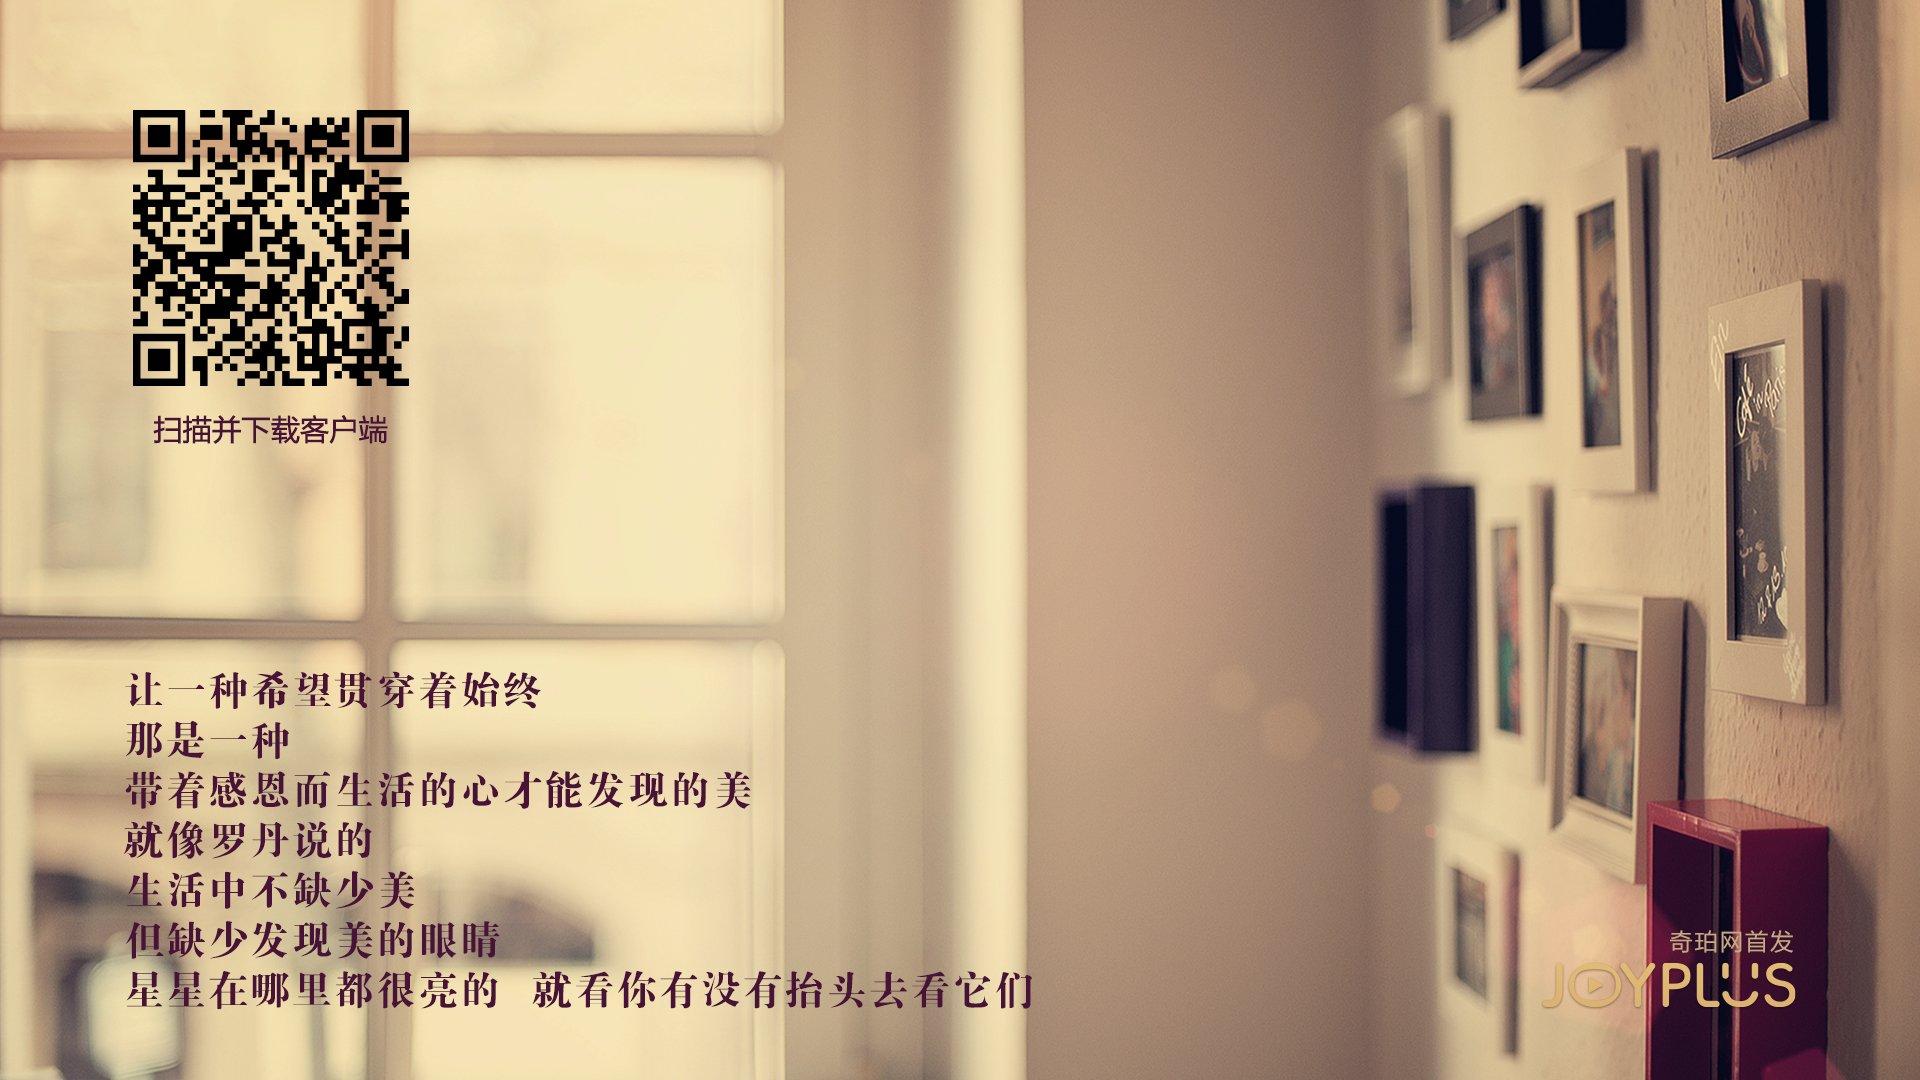 扫描并下载客户端
让一种希望贯穿着始终
那是一种
带着感恩而生活的心才能发现的美
就像罗丹说的
生活中不缺少美
但缺少发现美的眼睛
星星在哪里都很亮的 就看你有没有抬头去看它们
奇珀网首发
JOYPLUS